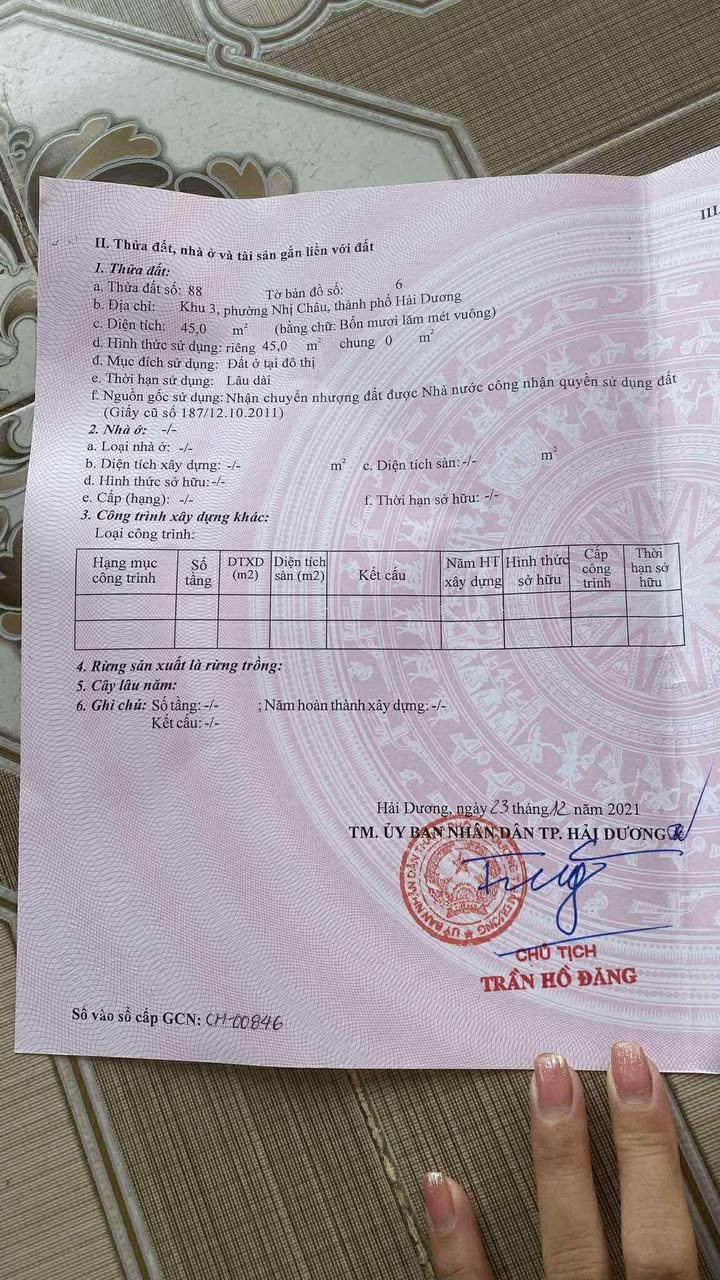 III.
II. Thửa đất, nhà ở và tài sản gắn liền với đất
1. Thửa đất:
a. Thửa đất số: 88 Tờ bản đồ số: 6
b. Địa chỉ: Khu 3, phường Nhị Châu, thành phố Hải Dương
c. Diện tích: 45,0 m² (bằng chữ: Bốn mươi lăm mét vuông)
d. Hình thức sử dụng: riêng 45,0 m² chung 0 m²
đ. Mục đích sử dụng: Đất ở tại đô thị
e. Thời hạn sử dụng: Lâu dài
f. Nguồn gốc sử dụng: Nhận chuyển nhượng đất được Nhà nước công nhận quyền sử dụng đất
(Giấy cũ số 187/12.10.2011)
2. Nhà ở: -/-
a. Loại nhà ở: -/-
b. Diện tích xây dựng: -/- m² c. Diện tích sàn: -/- m²
d. Hình thức sở hữu: -/-
e. Cấp (hạng): -/- f. Thời hạn sở hữu: -/-
3. Công trình xây dựng khác:
Loại công trình:
Hạng mục công trình Số tầng DTXD (m2) Diện tích sàn (m2) Kết cấu Năm HT xây dựng Hình thức sở hữu Cấp công trình Thời hạn sở hữu
4. Rừng sản xuất là rừng trồng:
5. Cây lâu năm:
6. Ghi chú: Số tầng: -/- ; Năm hoàn thành xây dựng: -/-
Kết cấu: -/-
Hải Dương, ngày 23 tháng 12 năm 2021
TM. ỦY BAN NHÂN DÂN TP. HẢI DƯƠNG
CHỦ TỊCH
TRẦN HỒ ĐĂNG
Số vào sổ cấp GCN: CH-00846